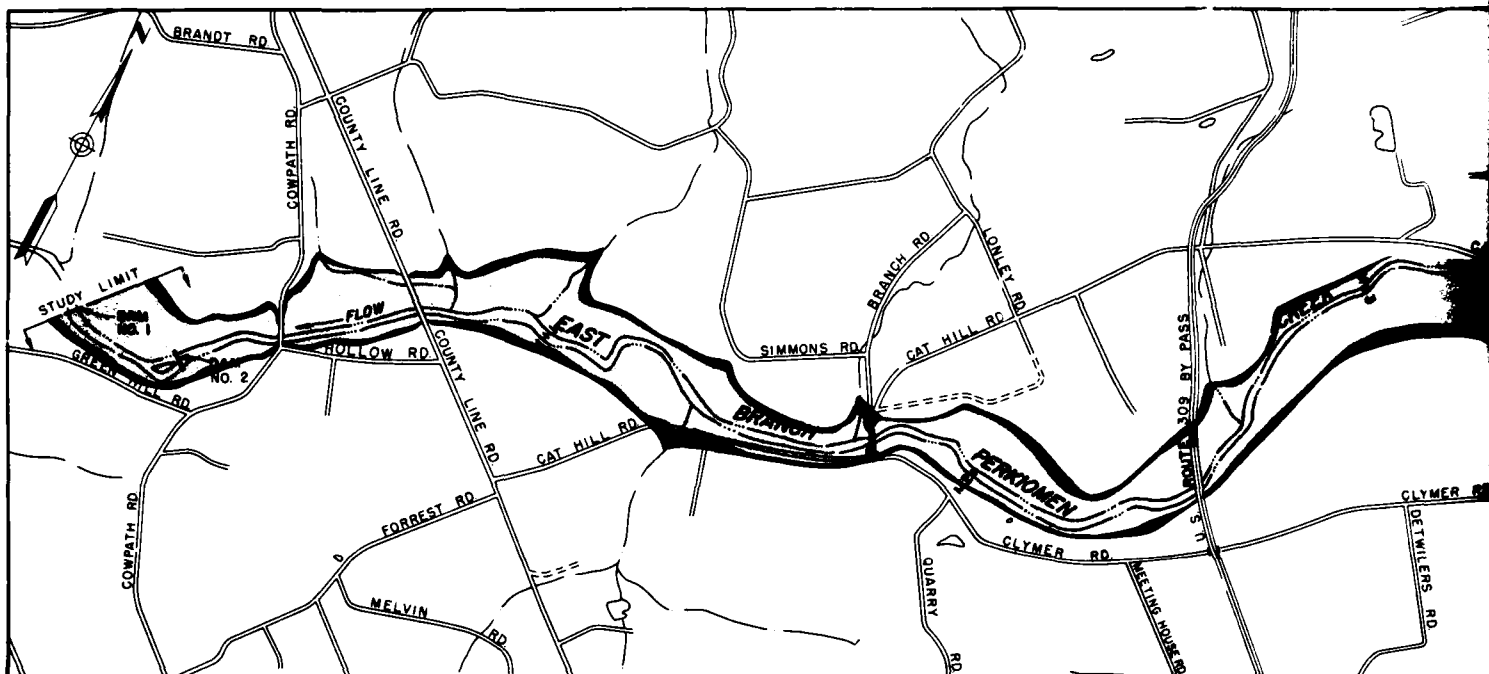 BRANDT RD
N
COWPATH RD.
COUNTY LINE RD.
STUDY LIMIT
DAM NO. 1
DAM NO. 2
GREEN HILL RD.
FLOW
HOLLOW RD.
EAST
BRANCH
PERKIOMEN
CREEK
SIMMONS RD.
BRANCH RD
LONLEY RD.
CAT HILL RD.
U. S. ROUTE 309 BY PASS
COUNTY LINE RD.
CAT HILL RD.
FORREST RD.
COWPATH RD
MELVIN RD.
QUARRY RD.
CLYMER RD.
MEETING HOUSE RD
CLYMER RD
DETWILERS RD.